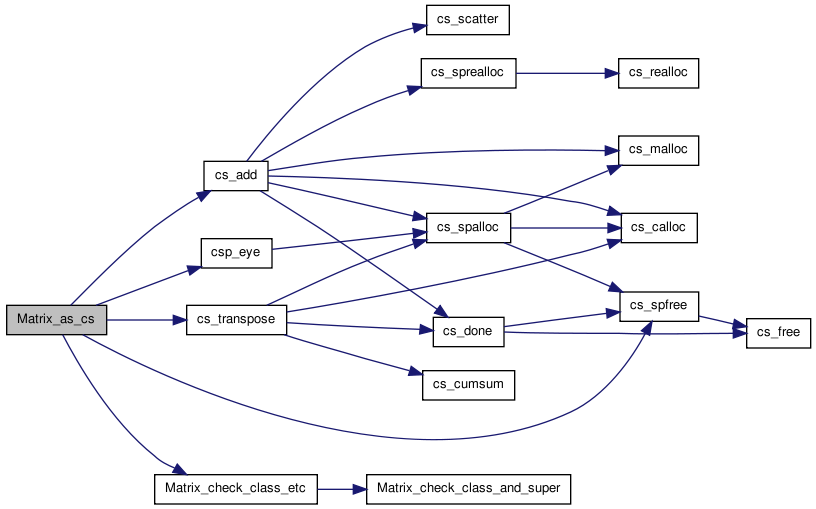 cs_scatter
cs_sprealloc
cs_realloc
cs_malloc
cs_add
cs_spalloc
cs_calloc
csp_eye
cs_spfree
Matrix_as_cs
cs_transpose
cs_done
cs_free
cs_cumsum
Matrix_check_class_etc
Matrix_check_class_and_super